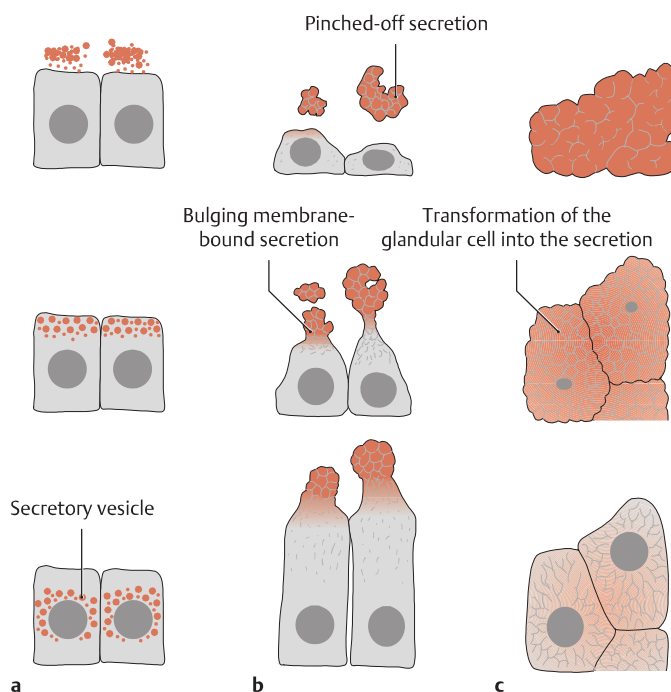 Pinched-off secretion
Bulging membrane-
bound secretion
Transformation of the
glandular cell into the secretion
Secretory vesicle
a
b
c